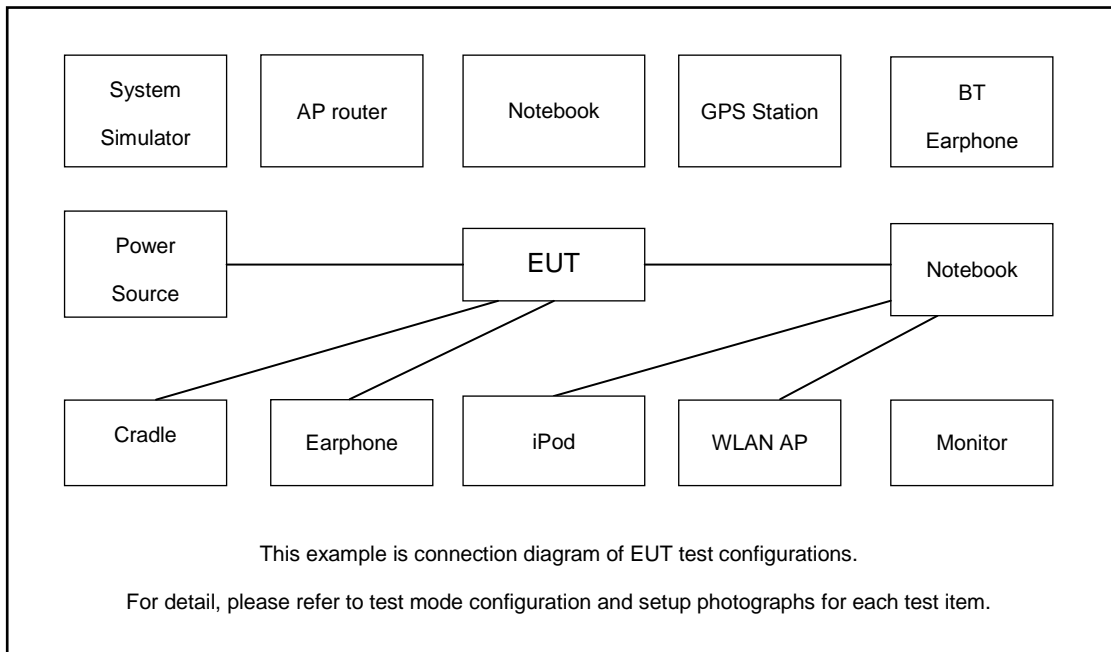 System
Simulator
AP router
Notebook
GPS Station
BT
Earphone
Power
Source
EUT
Notebook
Cradle
Earphone
iPod
WLAN AP
Monitor
This example is connection diagram of EUT test configurations.
For detail, please refer to test mode configuration and setup photographs for each test item.